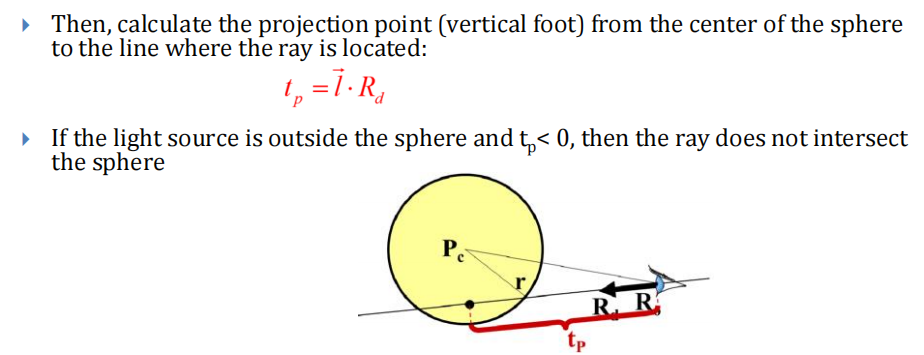 Then, calculate the projection point (vertical foot) from the center of the sphere
to the line where the ray is located:
t_p = \vec{l} · R_d
If the light source is outside the sphere and t_p< 0, then the ray does not intersect
the sphere
P_c
r
R_d R_o
t_P